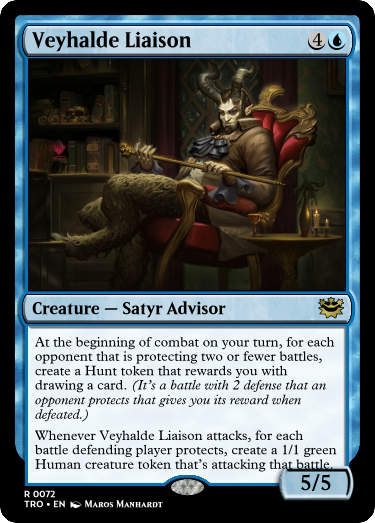 Veyhalde Liaison 4
Creature — Satyr Advisor
At the beginning of combat on your turn, for each
opponent that is protecting two or fewer battles,
create a Hunt token that rewards you with
drawing a card. (It's a battle with 2 defense that an
opponent protects that gives you its reward when
defeated.)
Whenever Veyhalde Liaison attacks, for each
battle defending player protects, create a 1/1 green
Human creature token that's attacking that battle.
5/5
R 0072
TRO • EN Maros Manhardt